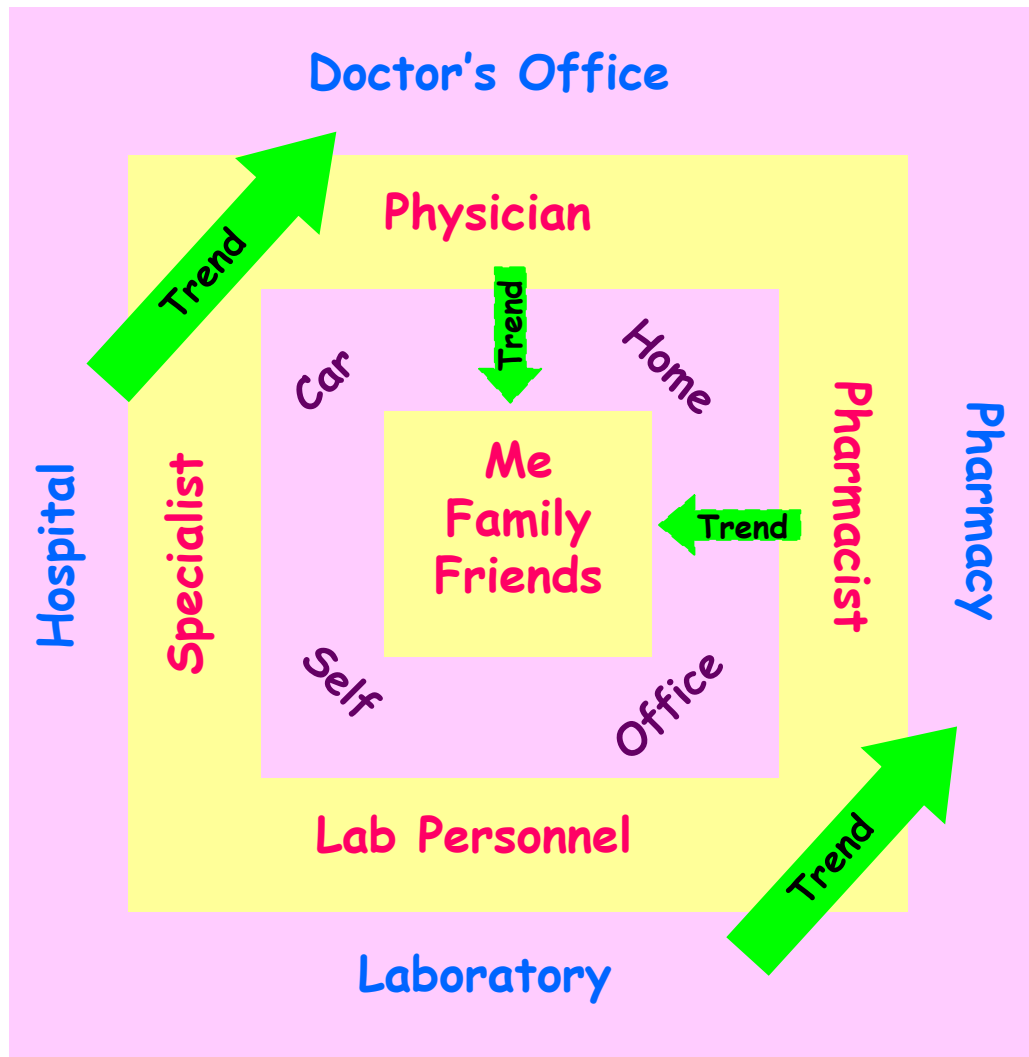 Doctor's Office
Physician
Trend
Trend
Car
Home
Me
Family
Friends
Trend
Hospital
Specialist
Pharmacist
Pharmacy
Self
Office
Lab Personnel
Trend
Laboratory